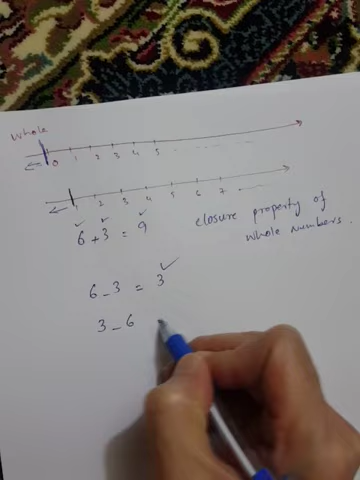 whole
0 1 2 3 4 5
1 2 3 4 5 6 7
6 + 3 = 9
closure property of
whole numbers.
6 - 3 = 3
3 - 6